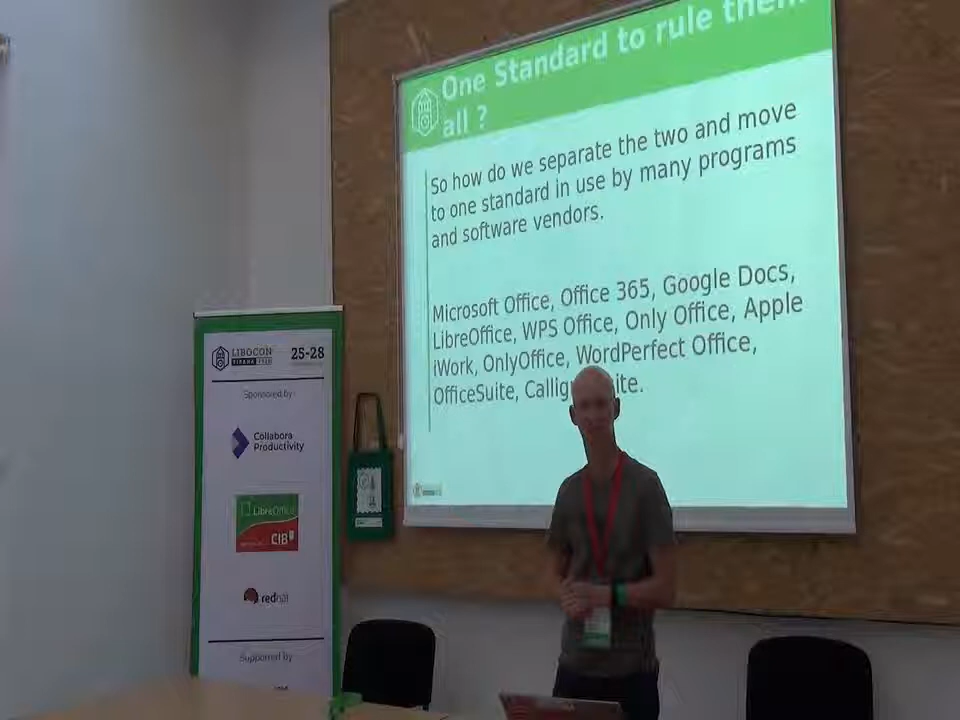 One Standard to rule them
all ?
So how do we separate the two and move
to one standard in use by many programs
and software vendors.
Microsoft Office, Office 365, Google Docs,
LibreOffice, WPS Office, Only Office, Apple
iWork, OnlyOffice, WordPerfect Office,
OfficeSuite, Callig
LIBOCON
25-28
Sponsored by
Collabora
Productivity
LibreOffice
CIB
redhat
Supported by